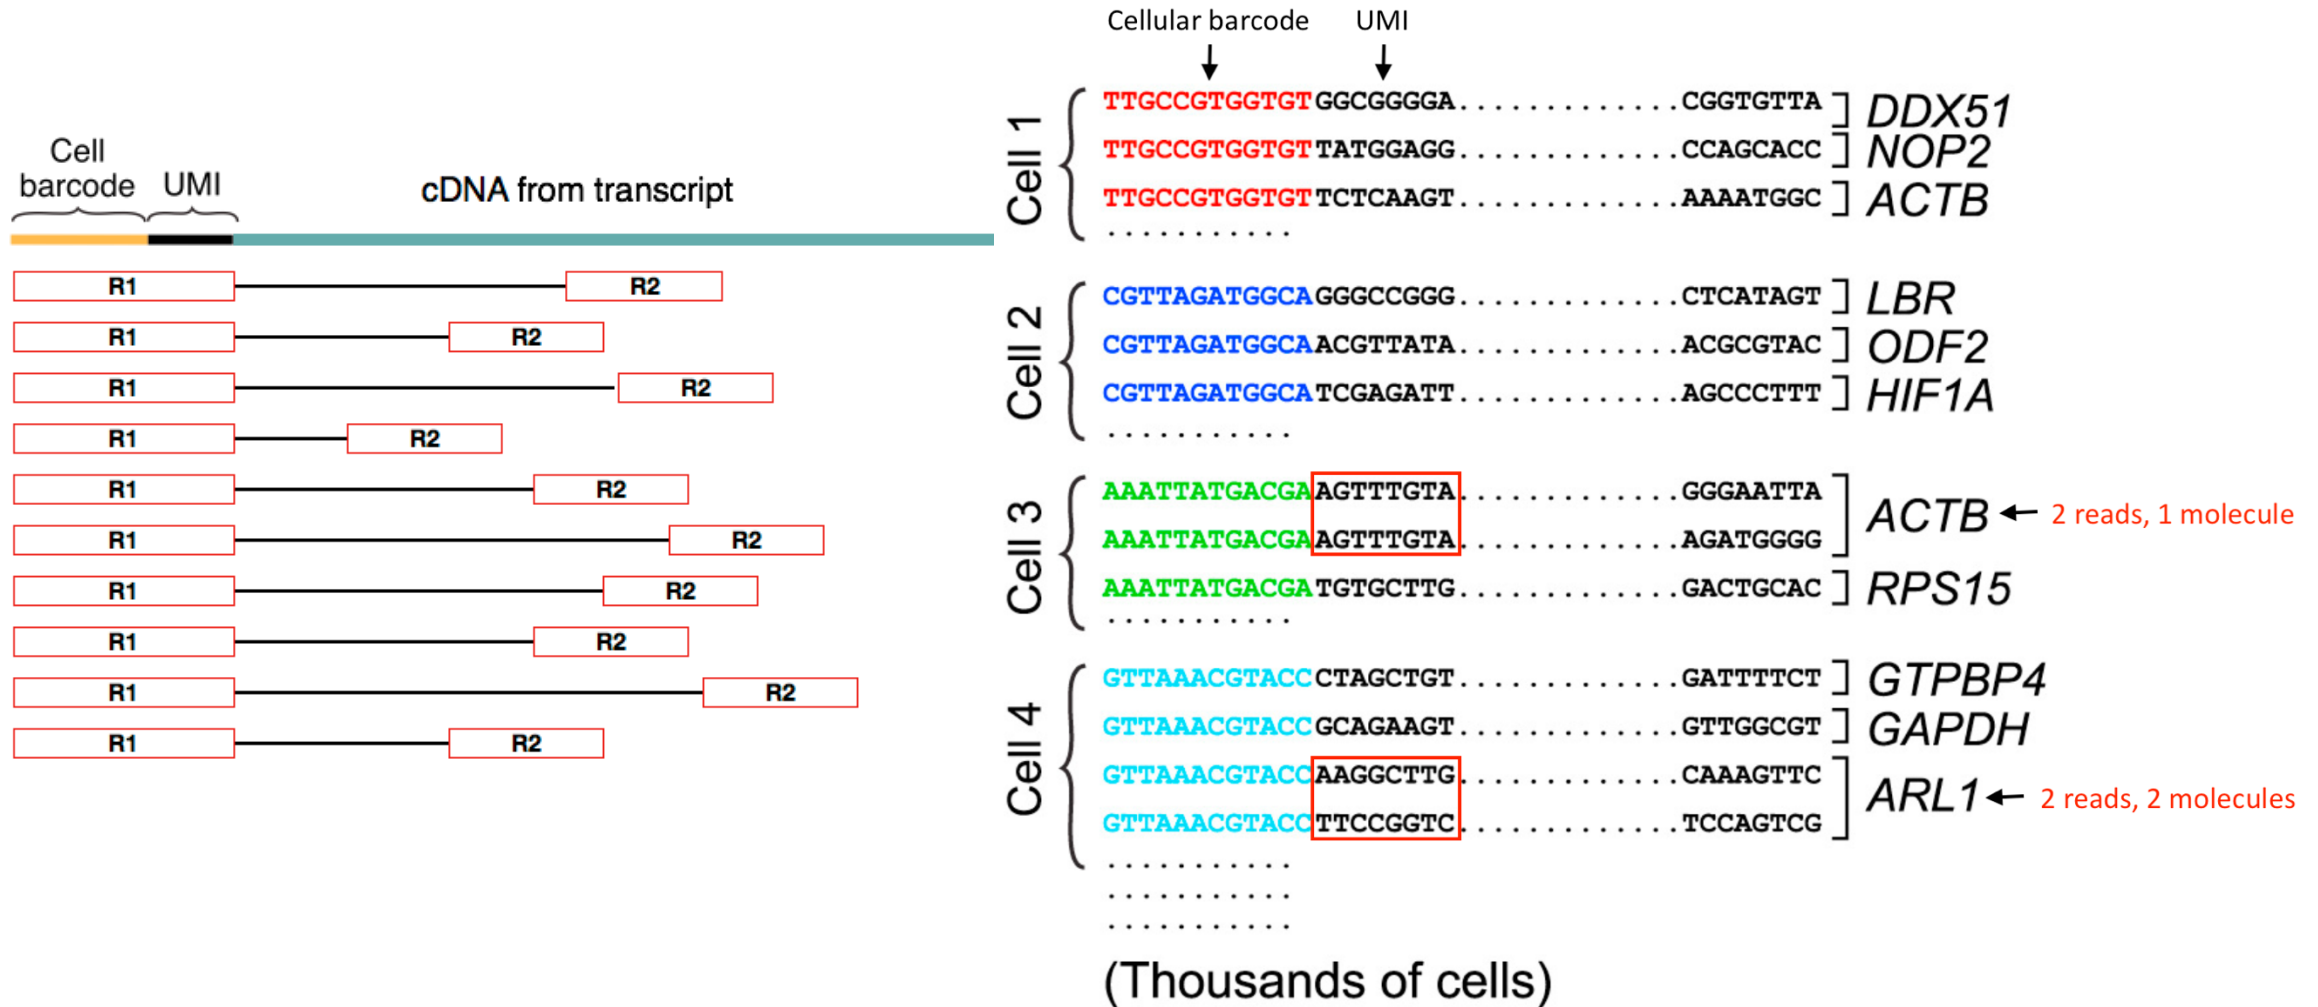 Cell
barcode
UMI
cDNA from transcript
R1 R2
R1 R2
R1 R2
R1 R2
R1 R2
R1 R2
R1 R2
R1 R2
R1 R2
R1 R2
Cellular barcode UMI
Cell 1
TTGCCGTGGTGTGGCGGGGA.............CGGTGTTA DDX51
TTGCCGTGGTGTTATGGAGG.............CCAGCACC NOP2
TTGCCGTGGTGTTCTCAAGT.............AAAATGGC ACTB
...........
Cell 2
CGTTAGATGGCAGGGCCGGG.............CTCATAGT LBR
CGTTAGATGGCAACGTTATA.............ACGCGTAC ODF2
CGTTAGATGGCATCGAGATT.............AGCCCTTT HIF1A
...........
Cell 3
AAATTATGACGAAGTTTGTA.............GGGAATTA
ACTB 2 reads, 1 molecule
AAATTATGACGAAGTTTGTA.............AGATGGGG
AAATTATGACGATGTGCTTG.............GACTGCAC RPS15
...........
Cell 4
GTTAAACGTACCCTAGCTGT.............GATTTTCT GTPBP4
GTTAAACGTACCGCAGAAGT.............GTTGGCGT GAPDH
GTTAAACGTACCAAGGCTTG.............CAAAGTTC
ARL1 2 reads, 2 molecules
GTTAAACGTACCTTCCGGTC.............TCCAGTCG
...........
...........
...........
(Thousands of cells)